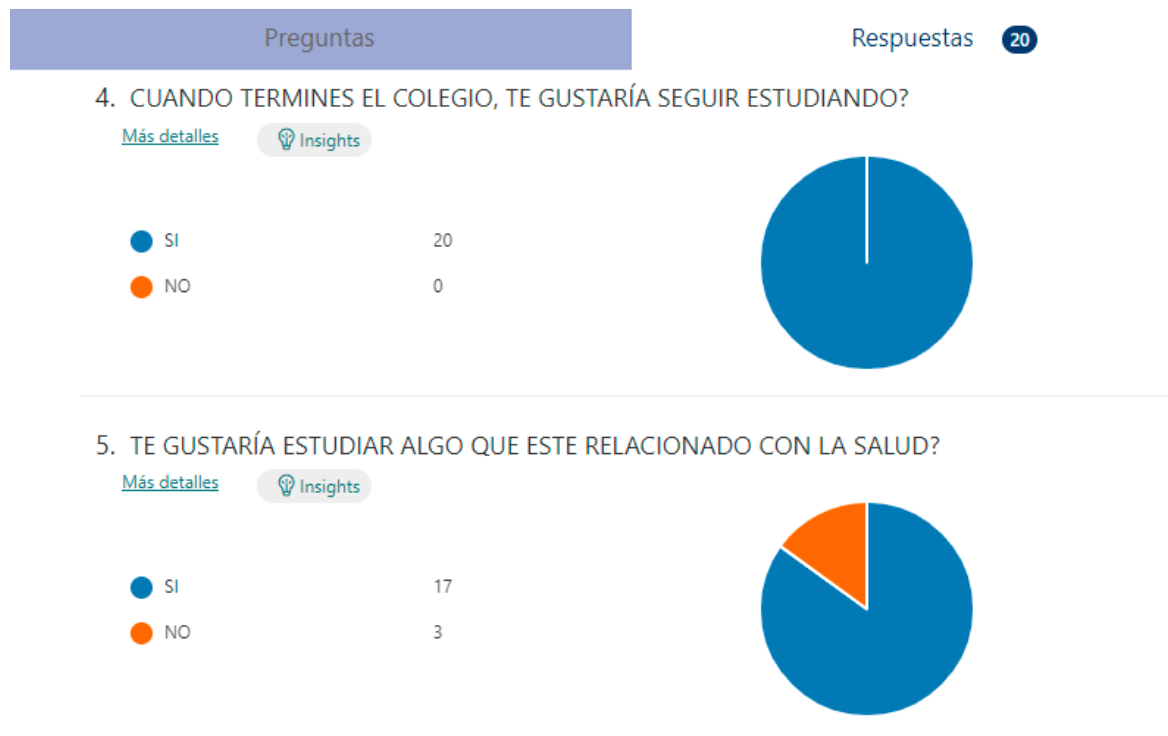 Preguntas
Respuestas 20
4. CUANDO TERMINES EL COLEGIO, TE GUSTARÍA SEGUIR ESTUDIANDO?
Más detalles Insights
SI 20
NO 0
5. TE GUSTARÍA ESTUDIAR ALGO QUE ESTE RELACIONADO CON LA SALUD?
Más detalles Insights
SI 17
NO 3